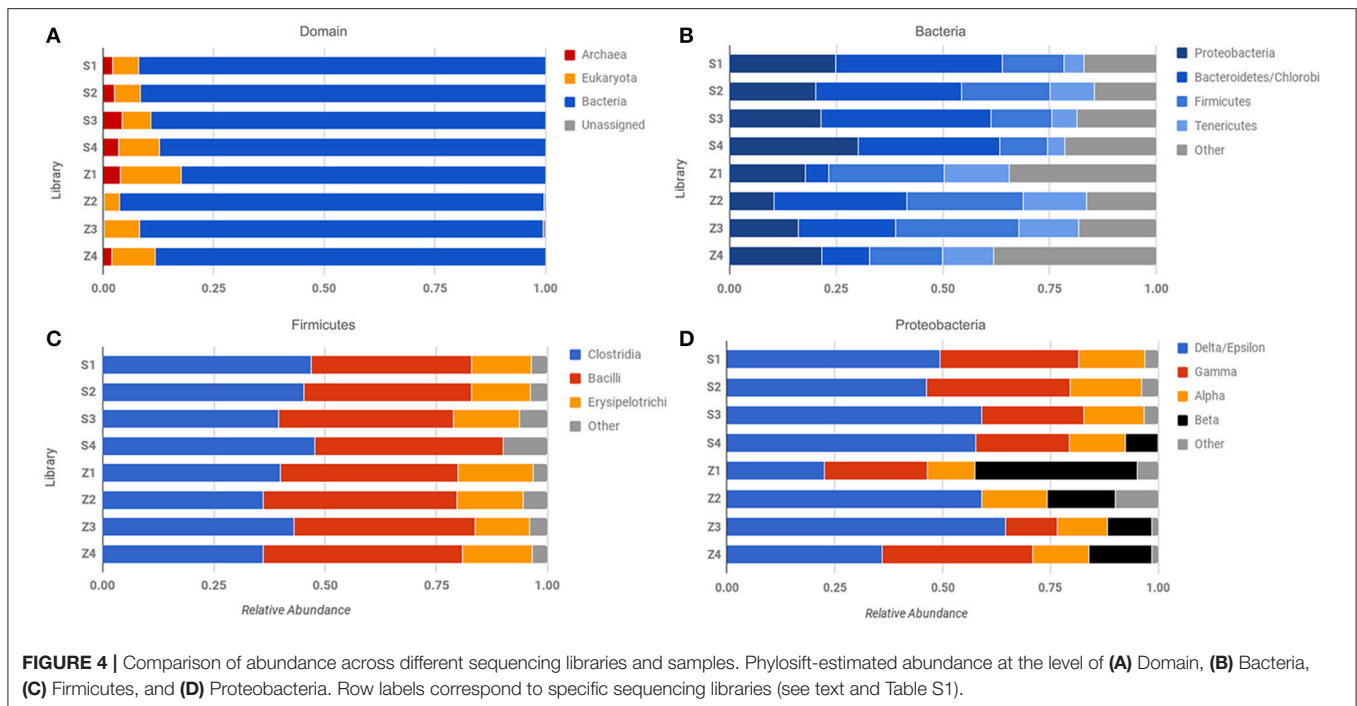 A
Domain
Archaea
Eukaryota
Bacteria
Unassigned
Library
S1
S2
S3
S4
Z1
Z2
Z3
Z4
0.00 0.25 0.50 0.75 1.00
B
Bacteria
Proteobacteria
Bacteroidetes/Chlorobi
Firmicutes
Tenericutes
Other
Library
S1
S2
S3
S4
Z1
Z2
Z3
Z4
0.00 0.25 0.50 0.75 1.00
C
Firmicutes
Clostridia
Bacilli
Erysipelotrichi
Other
S1
S2
S3
S4
Z1
Z2
Z3
Z4
0.00 0.25 0.50 0.75 1.00
Relative Abundance
D
Proteobacteria
Delta/Epsilon
Gamma
Alpha
Beta
Other
S1
S2
S3
S4
Z1
Z2
Z3
Z4
0.00 0.25 0.50 0.75 1.00
Relative Abundance
FIGURE 4 | Comparison of abundance across different sequencing libraries and samples. Phylosift-estimated abundance at the level of (A) Domain, (B) Bacteria,
(C) Firmicutes, and (D) Proteobacteria. Row labels correspond to specific sequencing libraries (see text and Table S1).